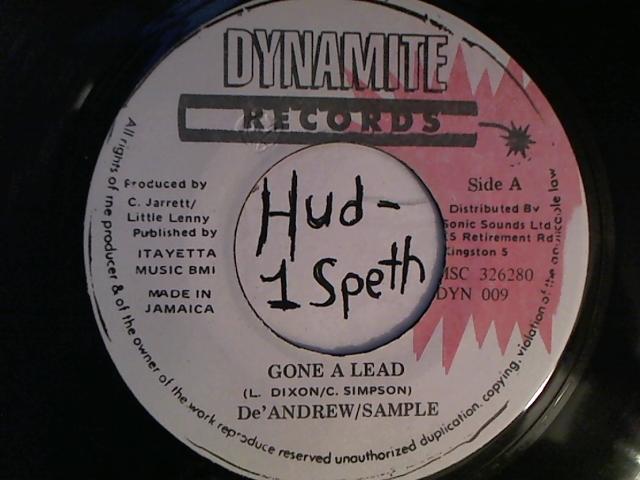 DYNAMITE
RECORDS
Produced by
C. Jarrett/
Little Lenny
Published by
ITAYETTA
MUSIC BMI
MADE IN
JAMAICA
Hud-
1 Speth
Side A
Distributed By
Sonic Sounds Ltd
15 Retirement Rd
Kingston 5
MSC 326280
DYN 009
GONE A LEAD
(L. DIXON/C. SIMPSON)
De'ANDREW/SAMPLE
All rights of the producer & of the owner of the work reproduce reserved unauthorized duplication, copying, violation of the applicable law